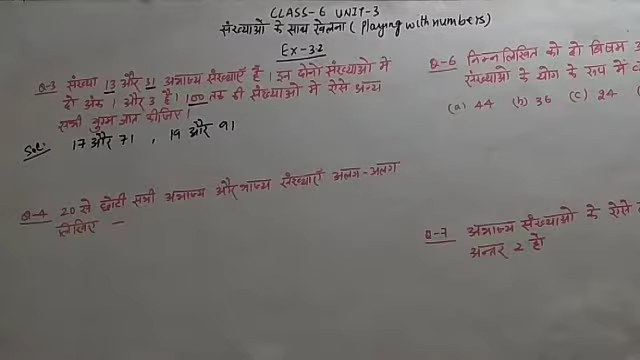 CLASS-6 UNIT-3
संख्याओ के साथ खेलना ( Playing with numbers)
Ex-3.2
Q-3 संख्या 13 और 31 अभाज्य संख्याएँ है। इन दोनो संख्याओ मे
दो अंक 1 और 3 है। 100 तक की संख्याओ मे ऐसे अन्य
सभी युग्म ज्ञात कीजिए।
Sol:- 17 और 71 , 19 और 91
Q-4 20 से छोटी सभी अभाज्य और भाज्य संख्याएँ अलग-अलग
लिखिए -
Q-6 निम्नलिखित को दो विषम
संख्याओ के योग के रूप मे
(a) 44 (b) 36 (c) 24
Q-7 अभाज्य संख्याओ के ऐसे
अन्तर 2 हो